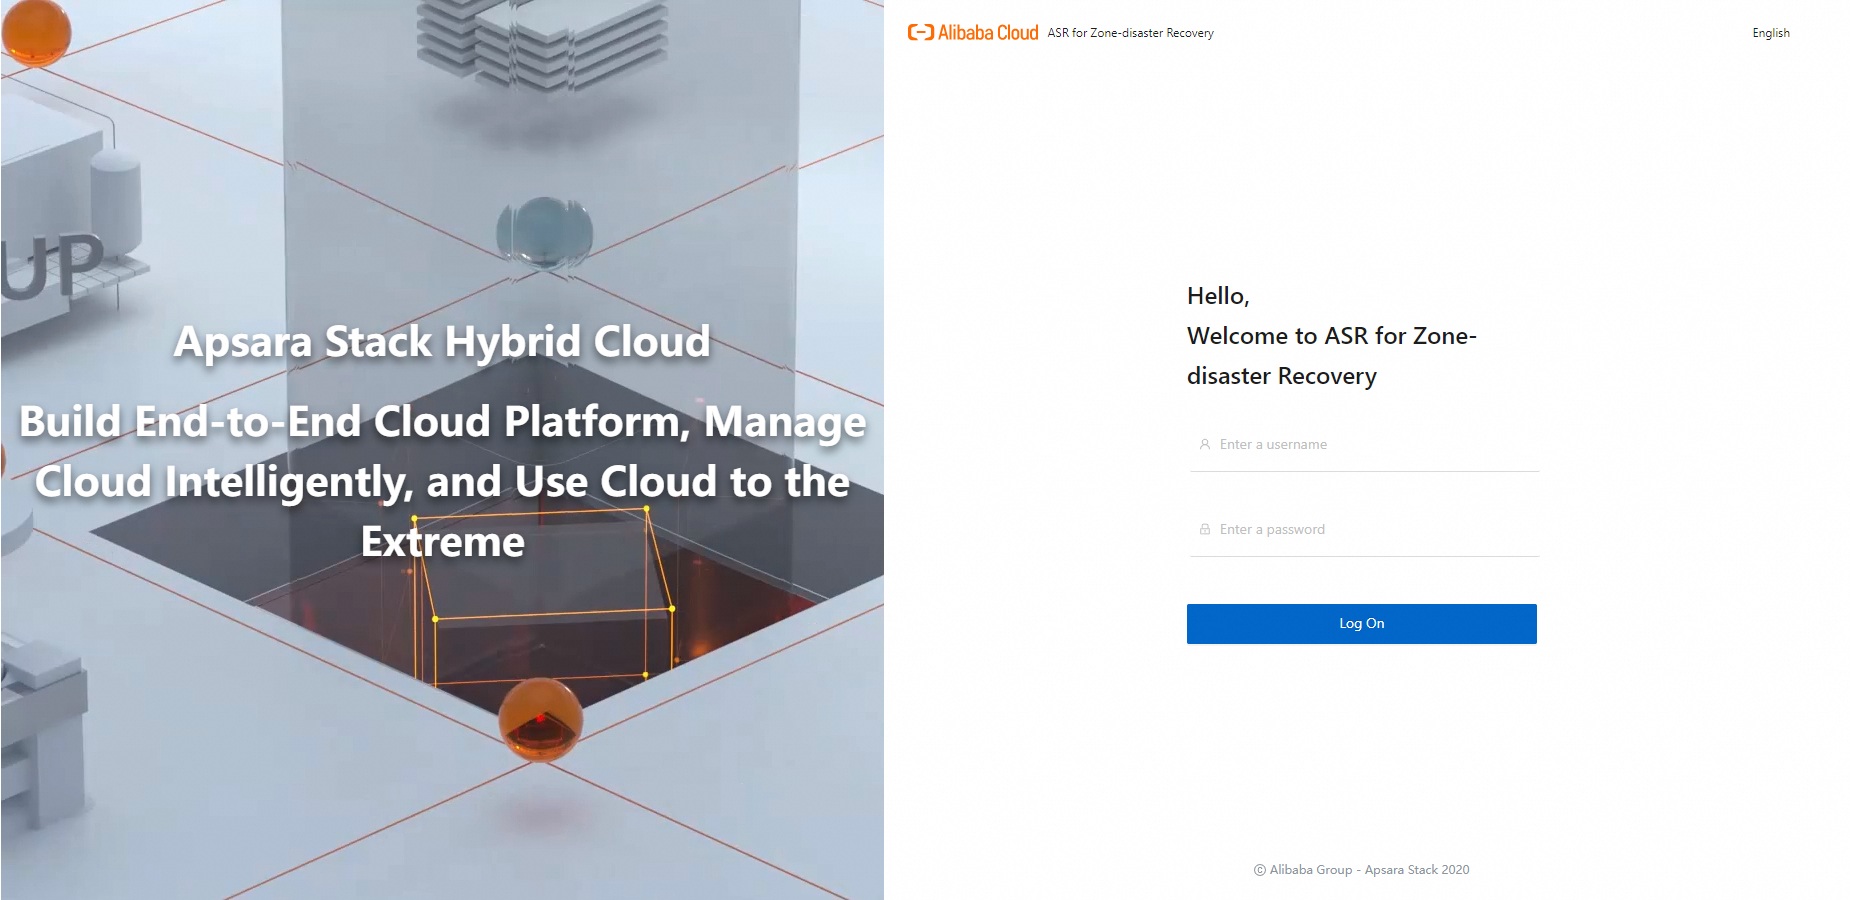 UP
Apsara Stack Hybrid Cloud
Build End-to-End Cloud Platform, Manage
Cloud Intelligently, and Use Cloud to the
Extreme
Alibaba Cloud ASR for Zone-disaster Recovery
English
Hello,
Welcome to ASR for Zone-
disaster Recovery
Enter a username
Enter a password
Log On
© Alibaba Group - Apsara Stack 2020